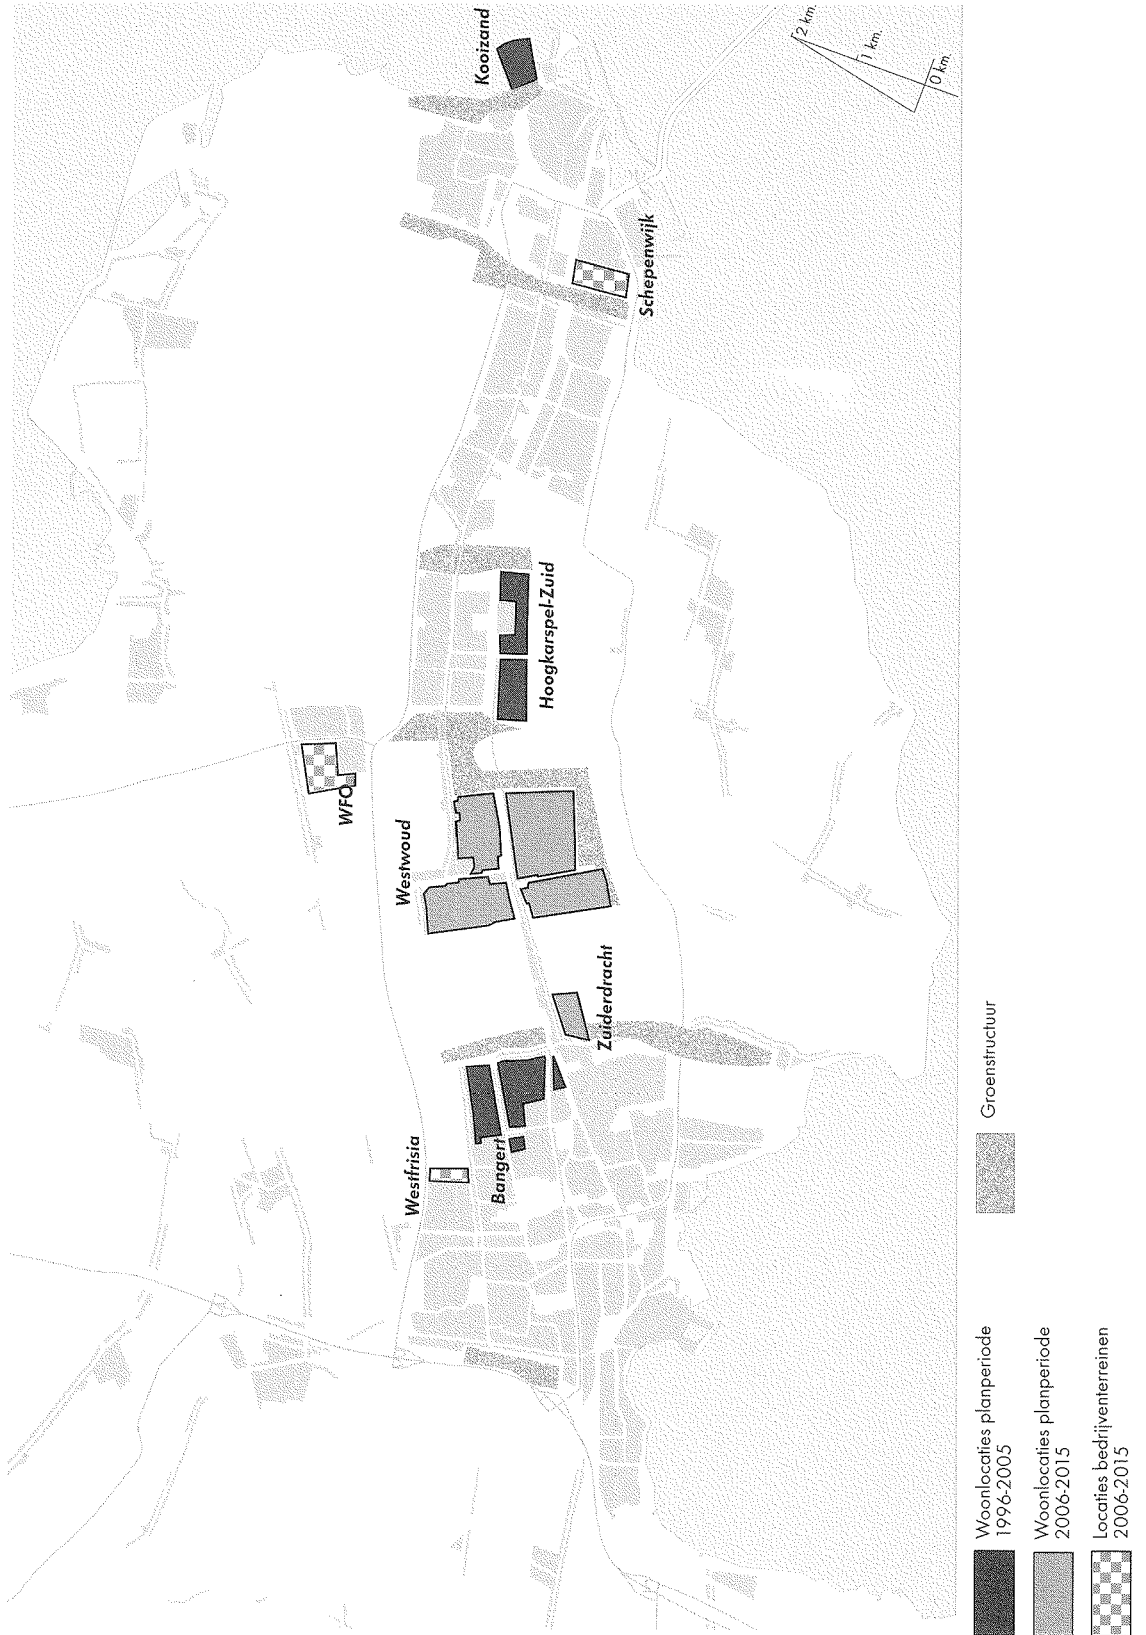 Kooizand
2 km.
1 km.
0 km.
Schepenwijk
Hoogkarspel-Zuid
WFO
Westwoud
Zuiderdracht
Westfrisia
Bangert
Groenstructuur
Woonlocaties planperiode
1996-2005
Woonlocaties planperiode
2006-2015
Locaties bedrijventerreinen
2006-2015